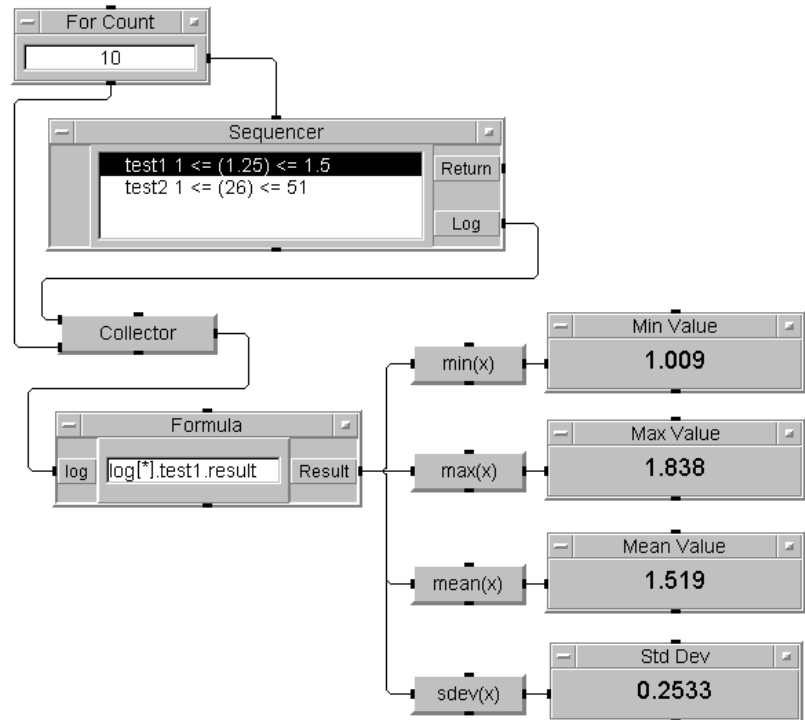 For Count
10
Sequencer
test1 1 <= (1.25) <= 1.5
test2 1 <= (26) <= 51
Return
Log
Collector
Formula
log
log[*].test1.result
Result
min(x)
Min Value
1.009
max(x)
Max Value
1.838
mean(x)
Mean Value
1.519
sdev(x)
Std Dev
0.2533